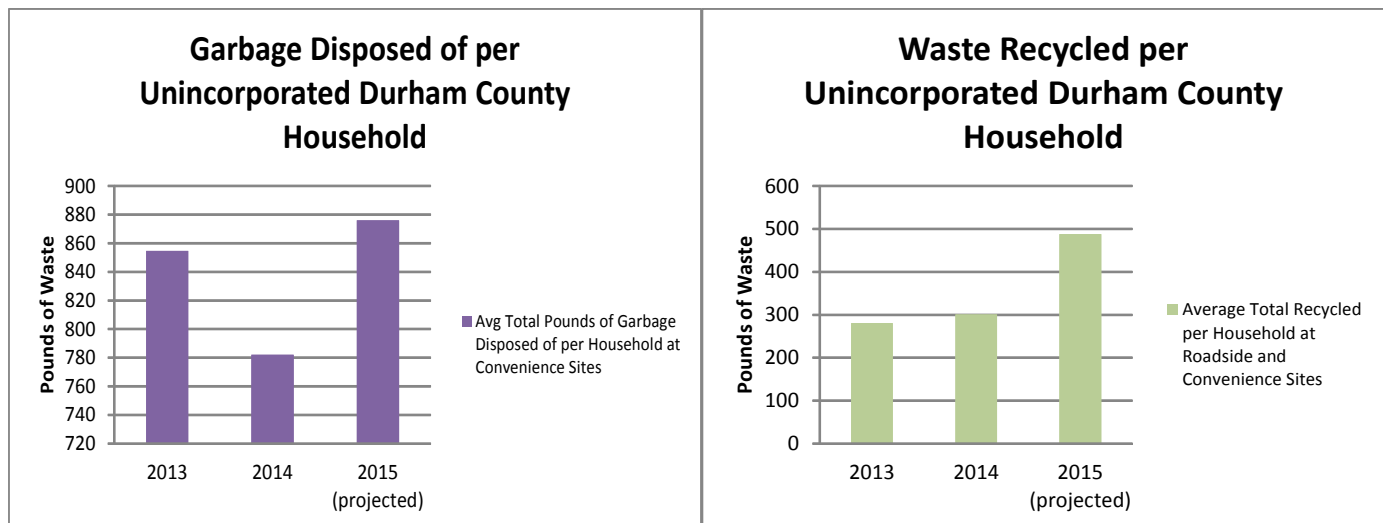 Garbage Disposed of per
Unincorporated Durham County
Household
Pounds of Waste
900
880
860
840
820
800
780
760
740
720
2013
2014
2015
(projected)
Avg Total Pounds of Garbage
Disposed of per Household at
Convenience Sites
Waste Recycled per
Unincorporated Durham County
Household
Pounds of Waste
600
500
400
300
200
100
0
2013
2014
2015
(projected)
Average Total Recycled
per Household at
Roadside and
Convenience Sites